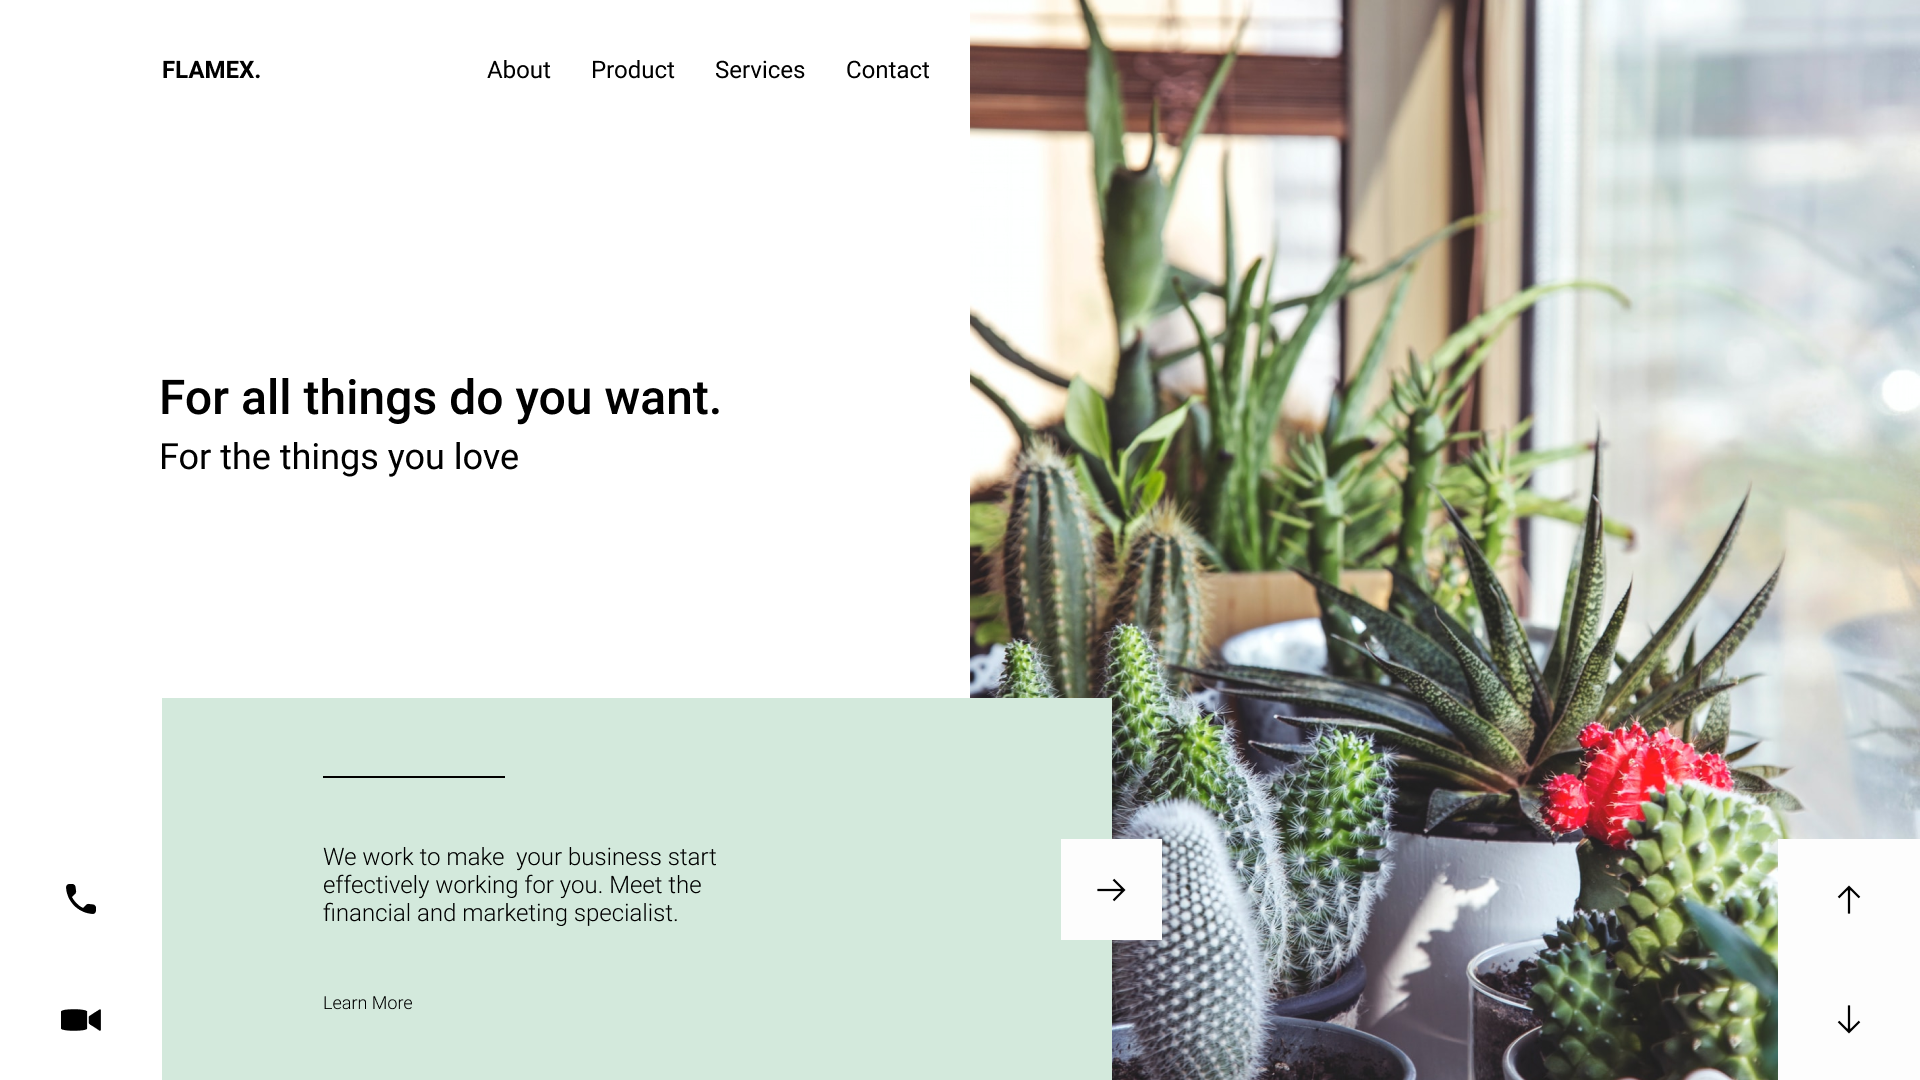 FLAMEX.
About Product Services Contact
For all things do you want.
For the things you love
We work to make  your business start
effectively working for you. Meet the
financial and marketing specialist.
Learn More